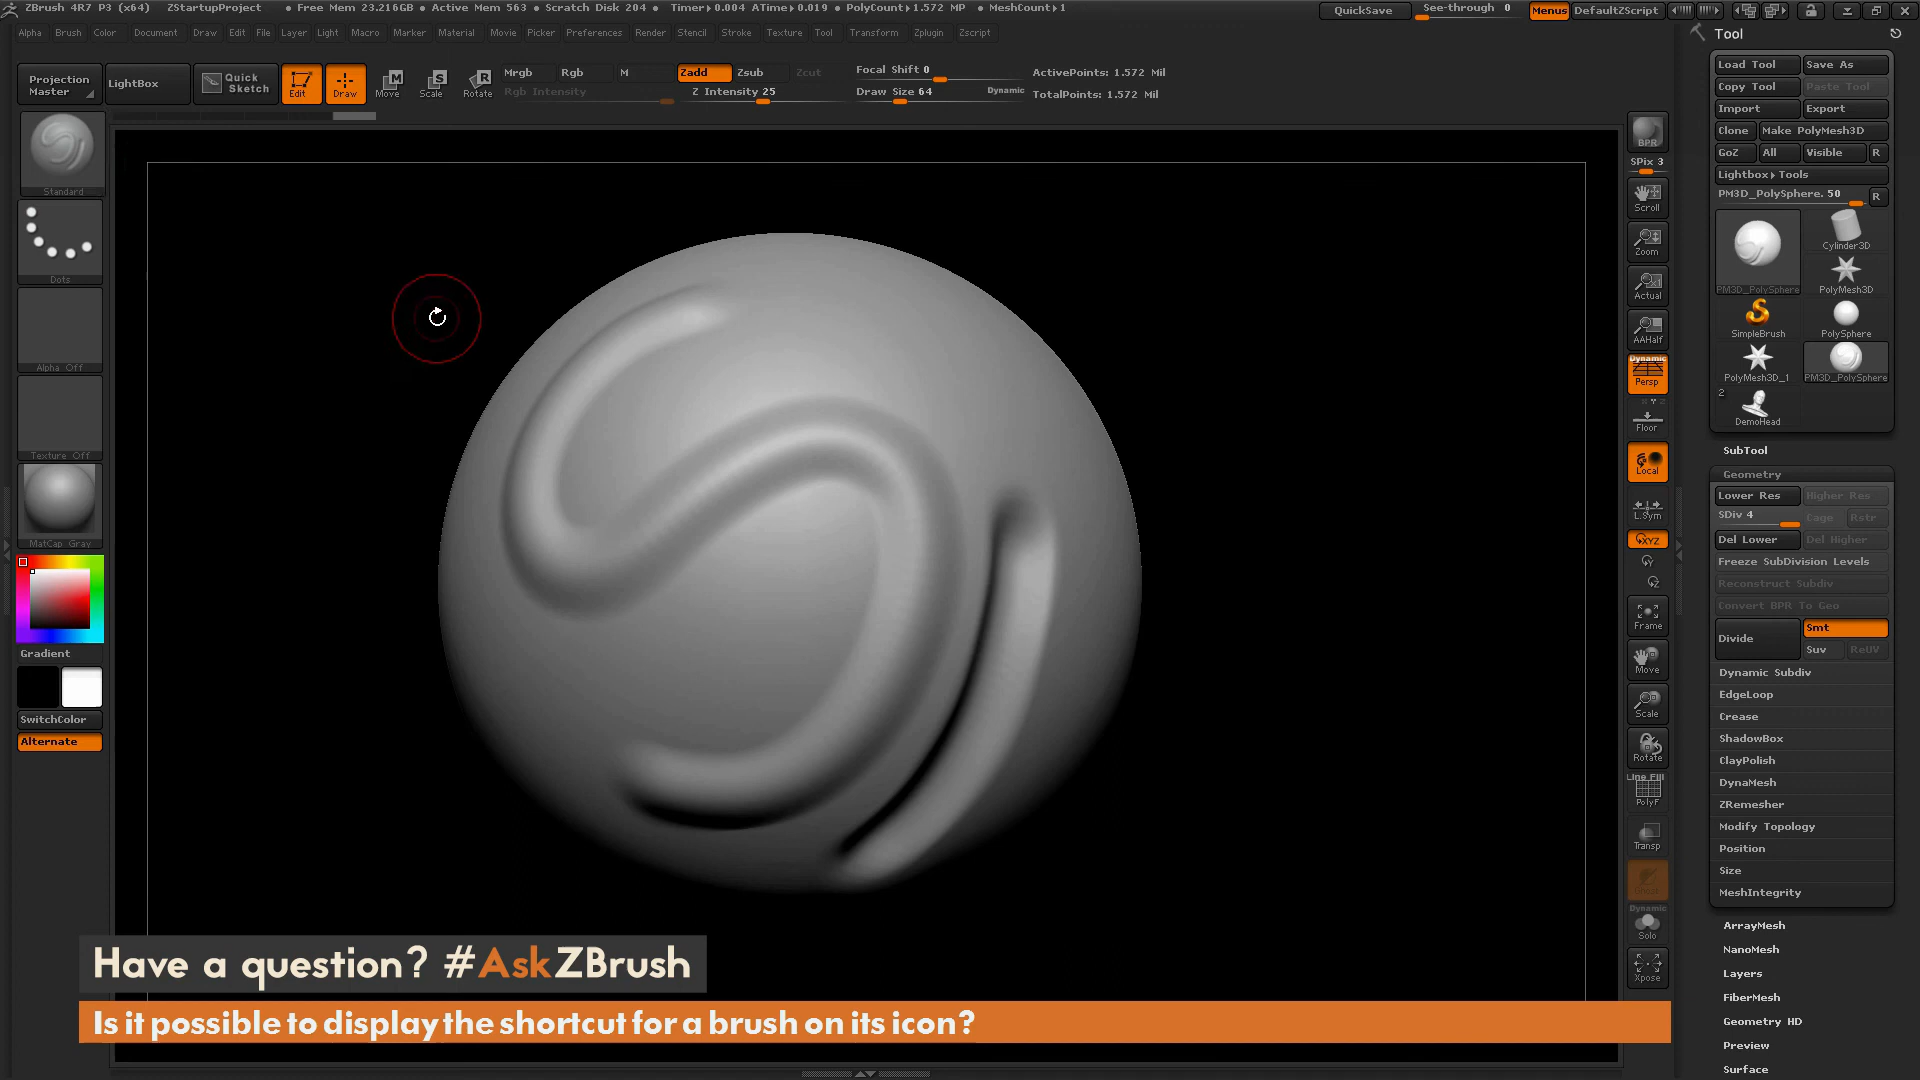 ZBrush 4R7 P3 (x64) ZStartupProject • Free Mem 23.216GB • Active Mem 563 • Scratch Disk 204 • Timer▸0.004 ATime▸0.019 • PolyCount▸1.572 MP • MeshCount▸1 QuickSave See-through 0 Menus DefaultZScript
Alpha Brush Color Document Draw Edit File Layer Light Macro Marker Material Movie Picker Preferences Render Stencil Stroke Texture Tool Transform Zplugin Zscript
Projection Master
LightBox
Quick Sketch
Edit
Draw
Move
Scale
Rotate
Mrgb Rgb M
Rgb Intensity
Zadd Zsub Zcut
Z Intensity 25
Focal Shift 0
Draw Size 64 Dynamic
ActivePoints: 1.572 Mil
TotalPoints: 1.572 Mil
Standard
Dots
Alpha Off
Texture Off
MatCap Gray
Gradient
SwitchColor
Alternate
BPR
SPix 3
Scroll
Zoom
Actual
AAHalf
Dynamic
Persp
Floor
Local
L.Sym
XYZ
Y
Z
Frame
Move
Scale
Rotate
Line Fill
PolyF
Transp
Ghost
Dynamic
Solo
Xpose
Tool
Load Tool Save As
Copy Tool Paste Tool
Import Export
Clone Make PolyMesh3D
GoZ All Visible R
Lightbox▸Tools
PM3D_PolySphere. 50 R
PM3D_PolySphere
Cylinder3D
PolyMesh3D
SimpleBrush PolySphere
PolyMesh3D_1 PM3D_PolySphere
2
DemoHead
SubTool
Geometry
Lower Res Higher Res
SDiv 4 Cage Rstr
Del Lower Del Higher
Freeze SubDivision Levels
Reconstruct Subdiv
Convert BPR To Geo
Divide
Smt
Suv ReUV
Dynamic Subdiv
EdgeLoop
Crease
ShadowBox
ClayPolish
DynaMesh
ZRemesher
Modify Topology
Position
Size
MeshIntegrity
ArrayMesh
NanoMesh
Layers
FiberMesh
Geometry HD
Preview
Surface
Have a question? #AskZBrush
Is it possible to display the shortcut for a brush on its icon?